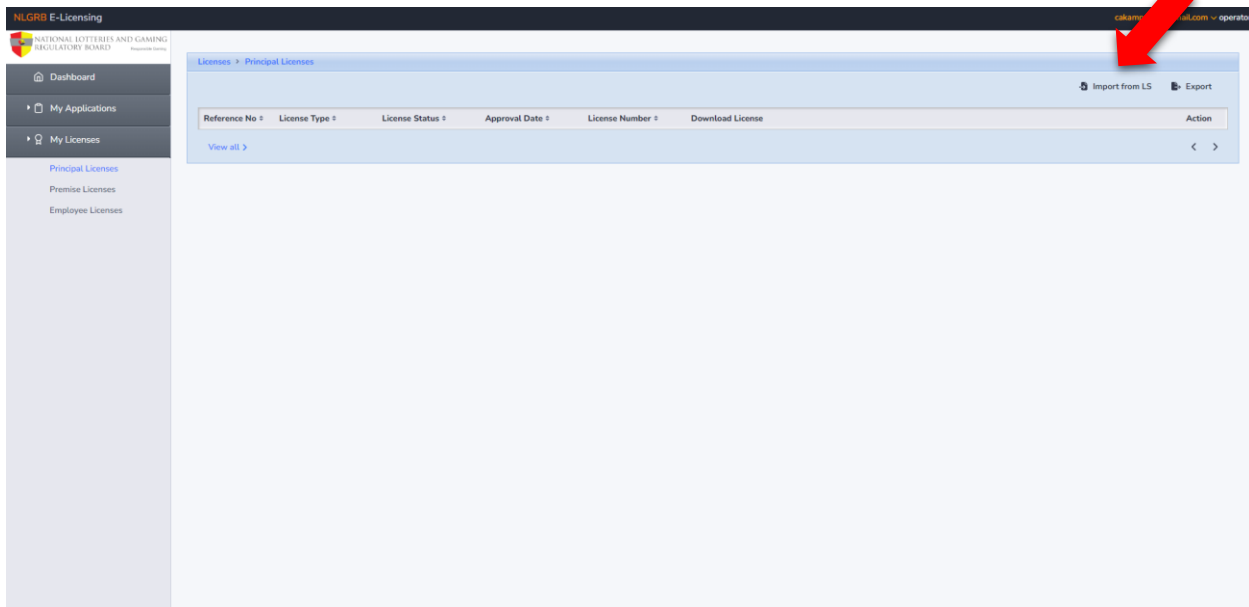 NLGRB E-Licensing
operato
NATIONAL LOTTERIES AND GAMING
REGULATORY BOARD
Dashboard
My Applications
My Licenses
Principal Licenses
Premise Licenses
Employee Licenses
Licenses Principal Licenses
Import from LS Export
Reference No License Type License Status Approval Date License Number Download License Action
View all